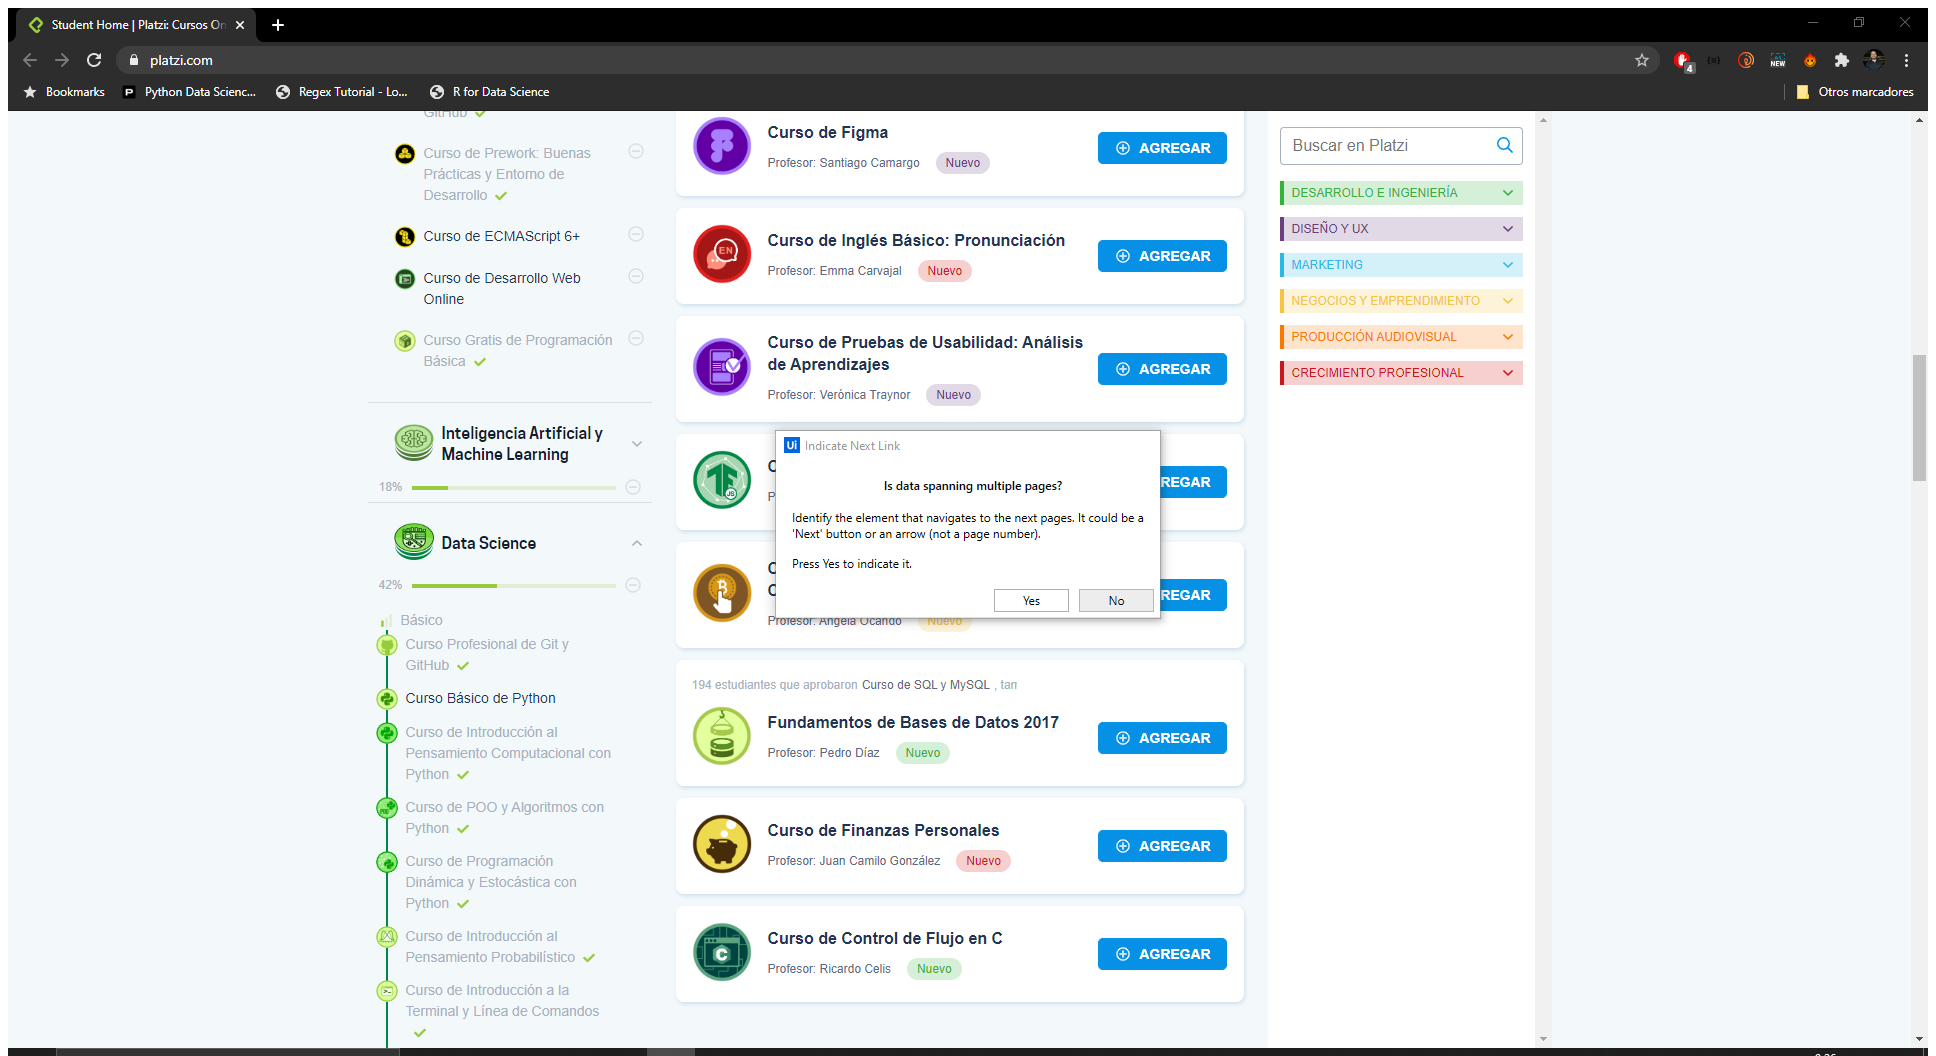 Student Home | Platzi: Cursos On
platzi.com
4
NEW
Bookmarks
Python Data Scienc...
Regex Tutorial - Lo...
R for Data Science
Otros marcadores
GitHub
Curso de Prework: Buenas
Prácticas y Entorno de
Desarrollo
Curso de ECMAScript 6+
Curso de Desarrollo Web
Online
Curso Gratis de Programación
Básica
Inteligencia Artificial y
Machine Learning
18%
Data Science
42%
Básico
Curso Profesional de Git y
GitHub
Curso Básico de Python
Curso de Introducción al
Pensamiento Computacional con
Python
Curso de POO y Algoritmos con
Python
Curso de Programación
Dinámica y Estocástica con
Python
Curso de Introducción al
Pensamiento Probabilístico
Curso de Introducción a la
Terminal y Línea de Comandos
Curso de Figma
Profesor: Santiago Camargo Nuevo
AGREGAR
EN
Curso de Inglés Básico: Pronunciación
Profesor: Emma Carvajal Nuevo
AGREGAR
Curso de Pruebas de Usabilidad: Análisis
de Aprendizajes
Profesor: Verónica Traynor Nuevo
AGREGAR
JS
C
P
REGAR
Ui Indicate Next Link
Is data spanning multiple pages?
Identify the element that navigates to the next pages. It could be a
'Next' button or an arrow (not a page number).
Press Yes to indicate it.
Yes
No
C
C
REGAR
Profesor: Angela Ocando Nuevo
194 estudiantes que aprobaron Curso de SQL y MySQL , tam
Fundamentos de Bases de Datos 2017
Profesor: Pedro Díaz Nuevo
AGREGAR
Curso de Finanzas Personales
Profesor: Juan Camilo González Nuevo
AGREGAR
C
Curso de Control de Flujo en C
Profesor: Ricardo Celis Nuevo
AGREGAR
Buscar en Platzi
DESARROLLO E INGENIERÍA
DISEÑO Y UX
MARKETING
NEGOCIOS Y EMPRENDIMIENTO
PRODUCCIÓN AUDIOVISUAL
CRECIMIENTO PROFESIONAL